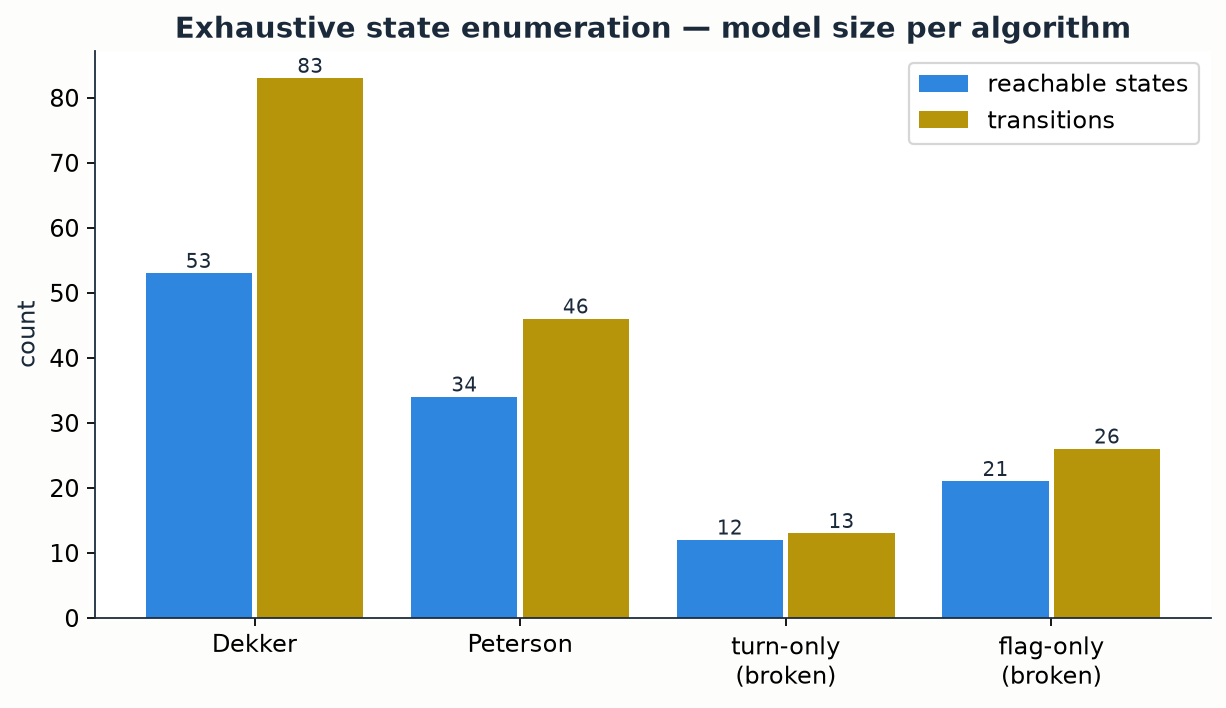 Exhaustive state enumeration — model size per algorithm
reachable states
transitions
count
80
70
60
50
40
30
20
10
0
53
83
34
46
12
13
21
26
Dekker
Peterson
turn-only
(broken)
flag-only
(broken)